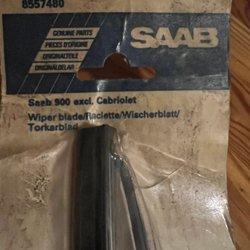 8557480
GENUINE PARTS
PIECES D'ORIGINE
ORIGINALTEILE
ORIGINALDELAR
SAAB
Saab 900 excl. Cabriolet
Wiper blade/Raclette/Wischerblatt/
Torkarblad